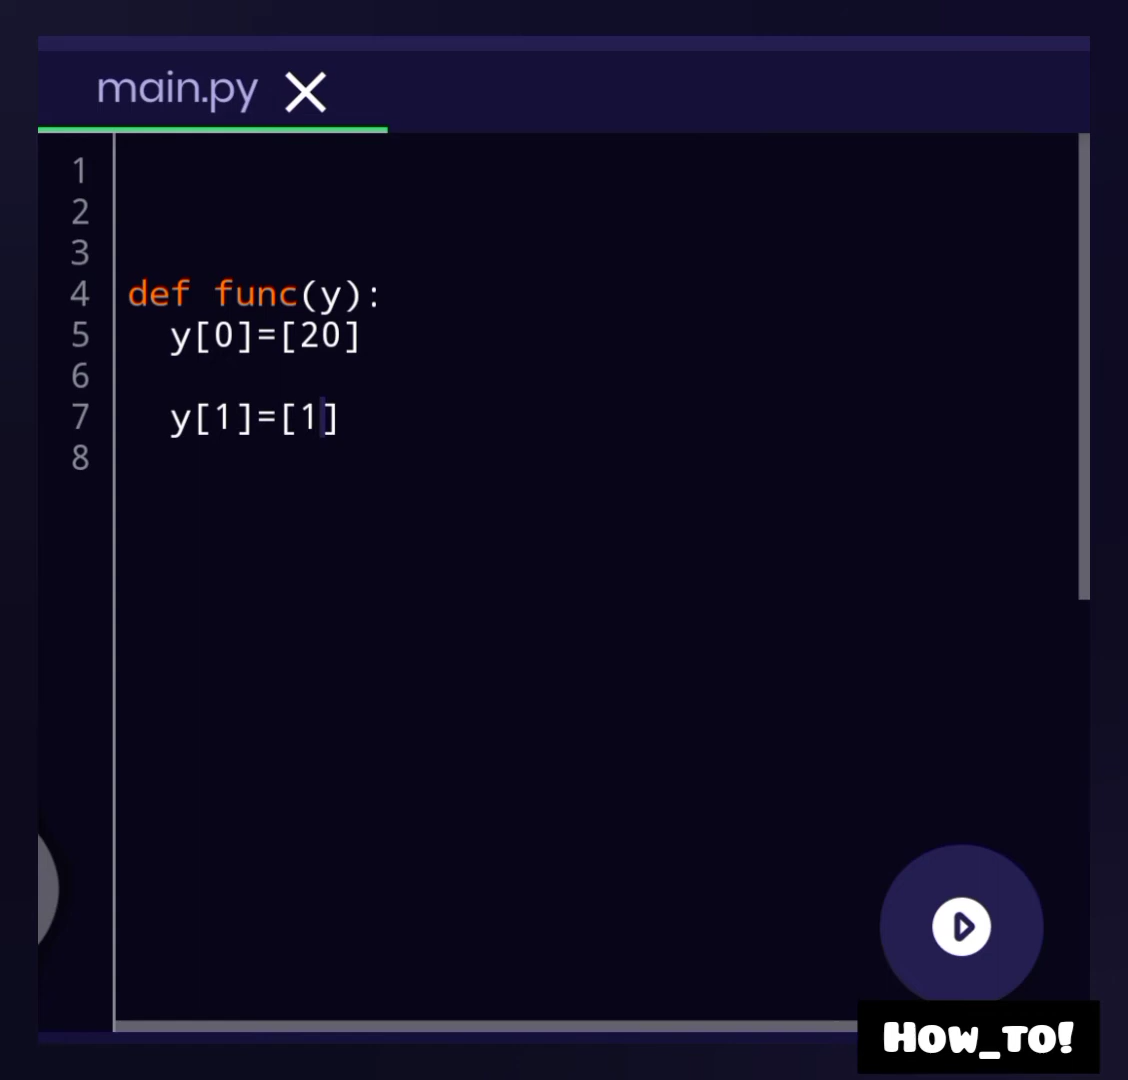 main.py
1
2
3
4 def func(y):
5 y[0]=[20]
6
7 y[1]=[1]
8
How_to!